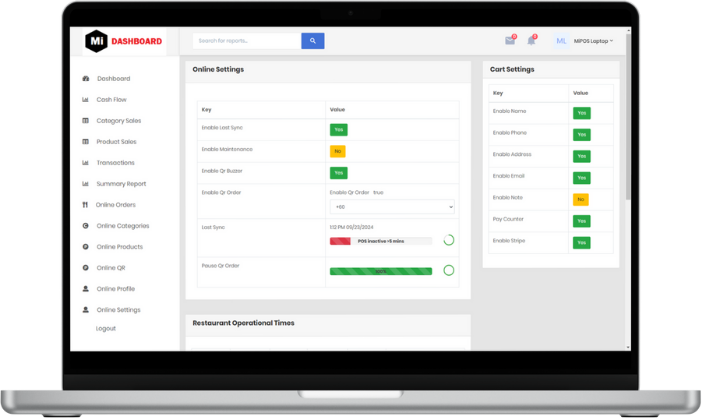 Mi DASHBOARD
Search for reports...
ML MiPOS Laptop
Dashboard
Cash Flow
Category Sales
Product Sales
Transactions
Summary Report
Online Orders
Online Categories
Online Products
Online QR
Online Profile
Online Settings
Logout
Online Settings
Key Value
Enable Last Sync Yes
Enable Maintenance No
Enable Qr Buzzer Yes
Enable Qr Order Enable Qr Order true
+60
Last Sync 1:12 PM 09/23/2024
POS inactive >5 mins
Pause Qr Order
Restaurant Operational Times
Cart Settings
Key Value
Enable Name Yes
Enable Phone Yes
Enable Address Yes
Enable Email Yes
Enable Note No
Pay Counter Yes
Enable Stripe Yes